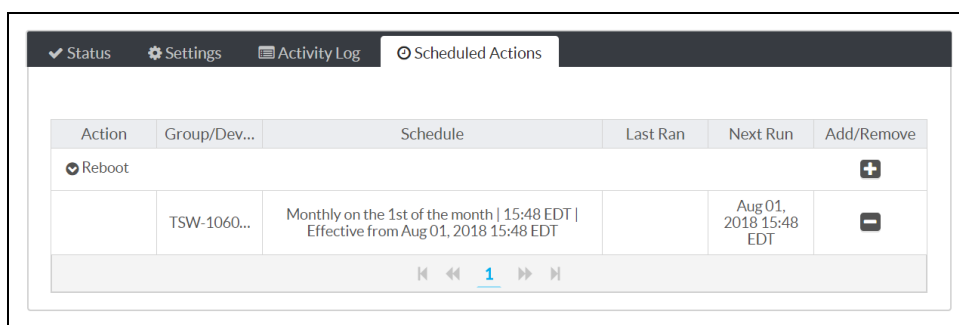 Status Settings Activity Log Scheduled Actions
Action Group/Dev... Schedule Last Ran Next Run Add/Remove
Reboot
TSW-1060... Monthly on the 1st of the month | 15:48 EDT | Aug 01,
Effective from Aug 01, 2018 15:48 EDT 2018 15:48
EDT
1